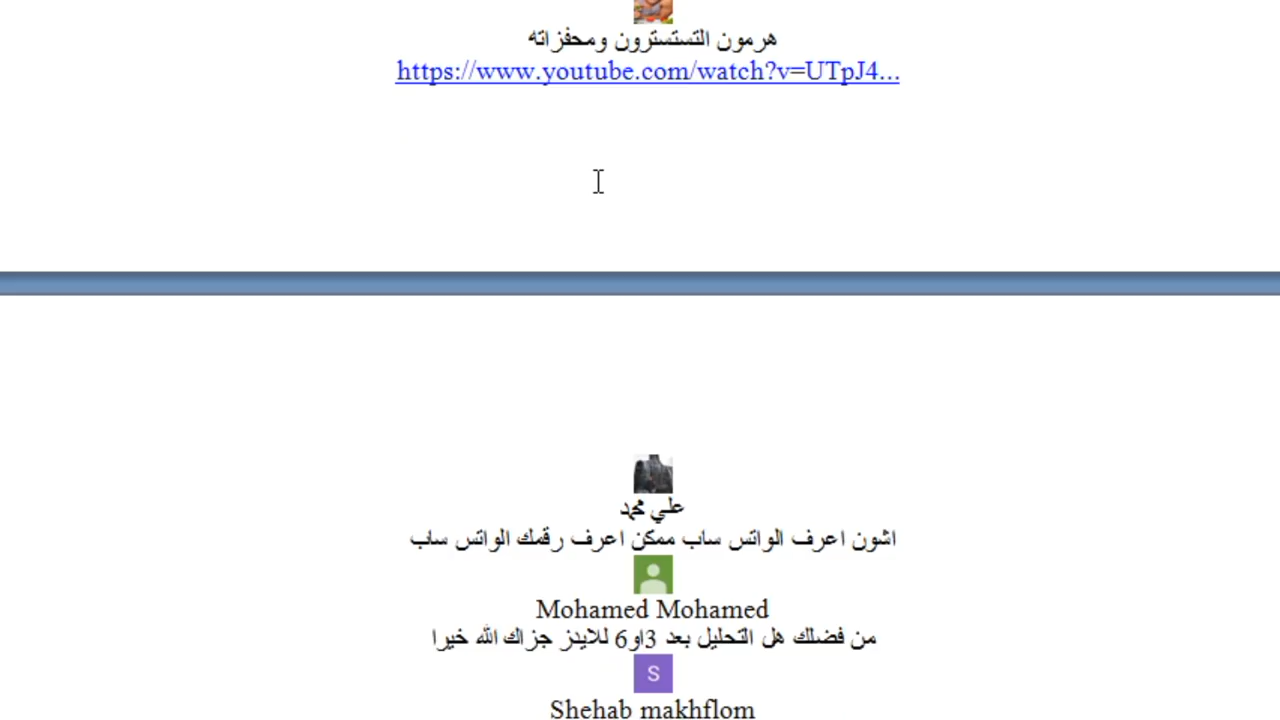 هرمون التستسترون ومحفزاته
https://www.youtube.com/watch?v=UTpJ4...
علي محمد
اشون اعرف الواتس ساب ممكن اعرف رقمك الواتس ساب
Mohamed Mohamed
من فضلك هل التحليل بعد 3او6 للايدز جزاك الله خيرا
S
Shehab makhflom